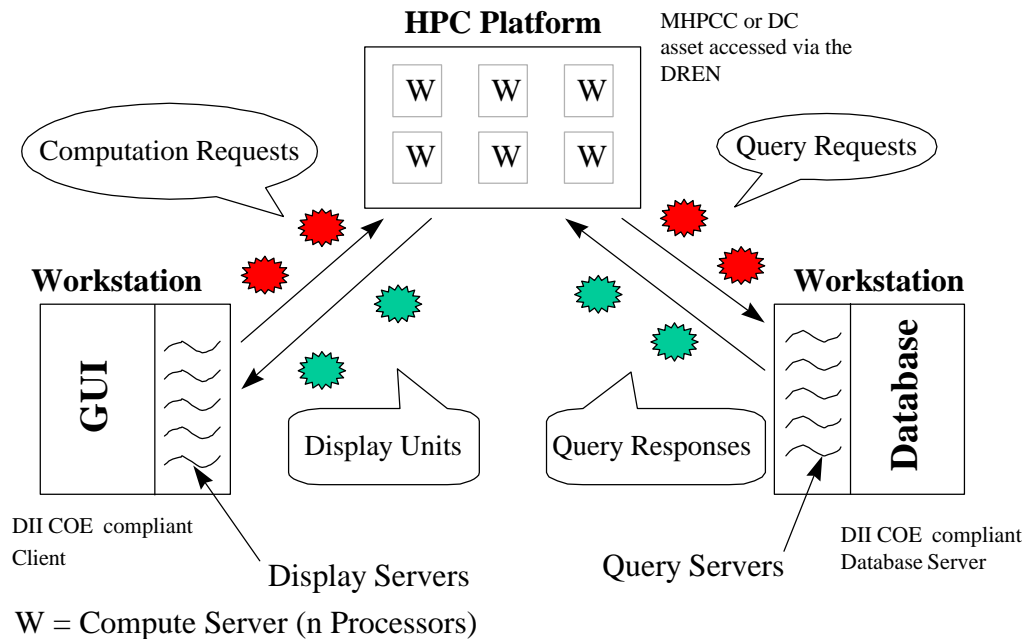 HPC Platform
MHPCC or DC
asset accessed via the
DREN
W W W
W W W
Computation Requests
Query Requests
Workstation
Workstation
GUI
Database
Display Units
Query Responses
DII COE compliant
Client
DII COE compliant
Database Server
Display Servers
Query Servers
W = Compute Server (n Processors)